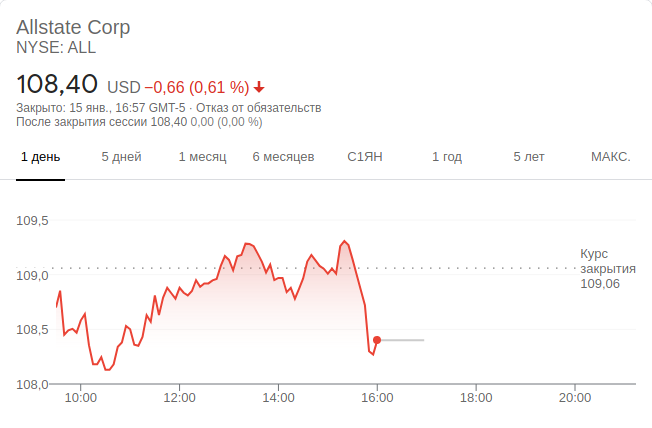 Allstate Corp
NYSE: ALL
108,40 USD −0,66 (0,61 %)
Закрыто: 15 янв., 16:57 GMT-5 · Отказ от обязательств
После закрытия сессии 108,40 0,00 (0,00 %)
1 день 5 дней 1 месяц 6 месяцев С1ЯН 1 год 5 лет МАКС.
109,5
Курс
закрытия
109,06
109,0
108,5
108,0
10:00 12:00 14:00 16:00 18:00 20:00